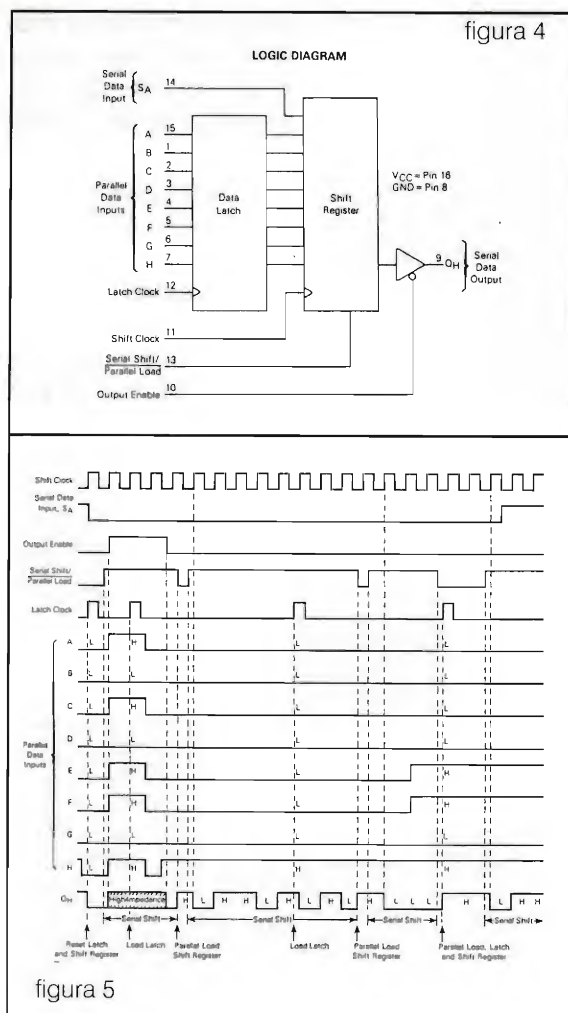 figura 4
LOGIC DIAGRAM
Serial
Data
Input
SA
14
A 15
B 1
C 2
D 3
E 4
F 5
G 6
H 7
Parallel
Data
Inputs
Data
Latch
Shift
Register
VCC = Pin 16
GND = Pin 8
9 QH
Serial
Data
Output
Latch Clock 12
Shift Clock 11
Serial Shift/
Parallel Load
13
Output Enable 10
Shift Clock
Serial Data
Input, SA
Output Enable
Serial Shift/
Parallel Load
Latch Clock
A L H L L
B L L L L
C L H L L
D L L L L
Parallel
Data
Inputs
E L H L H
F L H L H
G L L L L
H L H H H
QH High Impedance H L H H L H L H L H L L L H L H H
Serial Shift Serial Shift Serial Shift Serial Shift
Reset Latch
and Shift Register
Load Latch
Parallel Load
Shift Register
Load Latch
Parallel Load
Shift Register
Parallel Load, Latch
and Shift Register
figura 5